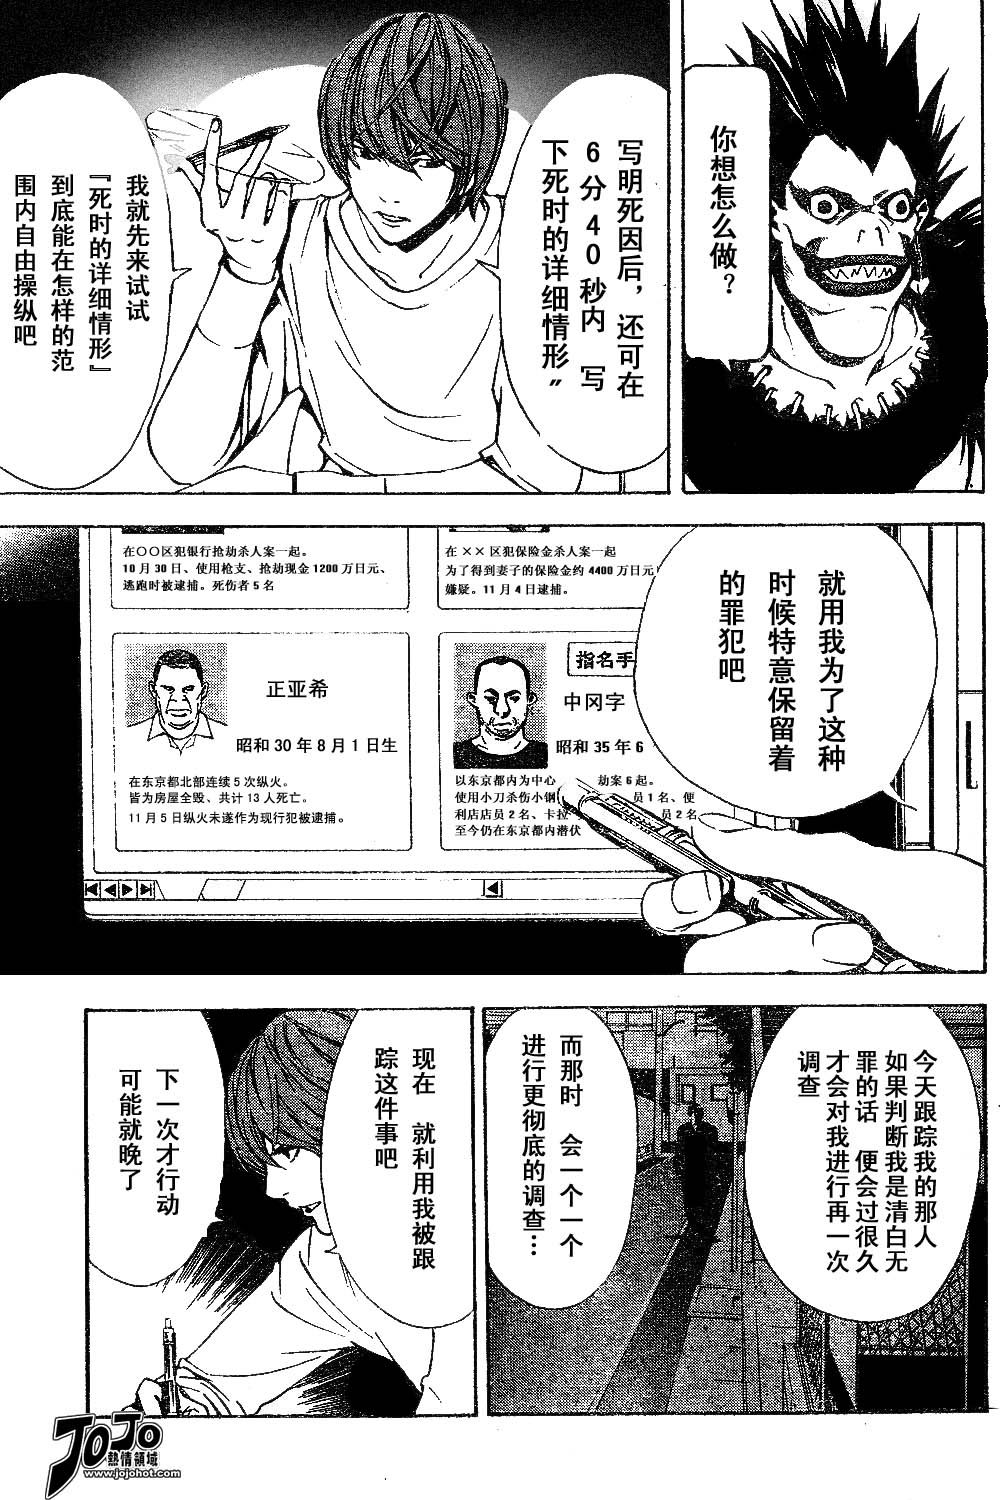 你想怎么做？
写明死因后，还可在
6分40秒内 写
下死时的详细情形〞
我就先来试试
『死时的详细情形』
到底能在怎样的范
围内自由操纵吧
就用我为了这种
时候特意保留着
的罪犯吧
在〇〇区犯银行抢劫杀人案一起。
10月30日、使用枪支、抢劫现金1200万日元、
逃跑时被逮捕。死伤者5名
在××区犯保险金杀人案一起
为了得到妻子的保险金约4400万日元
嫌疑。11月4日逮捕。
正亚希
昭和30年8月1日生
在东京都北部连续5次纵火。
皆为房屋全毁、共计13人死亡。
11月5日纵火未遂作为现行犯被逮捕。
指名手
中冈字
昭和35年6
以东京都内为中心 劫案6起。
使用小刀杀伤小钢 员1名、便
利店店员2名、卡拉 员2名
至今仍在东京都内潜伏
今天跟踪我的那人
如果判断我是清白无
罪的话 便会过很久
才会对我进行再一次
调查
而那时 会一个一个
进行更彻底的调查…
现在 就利用我被跟
踪这件事吧
下一次才行动
可能就晚了
JOJO
熱情領域
www.jojohot.com